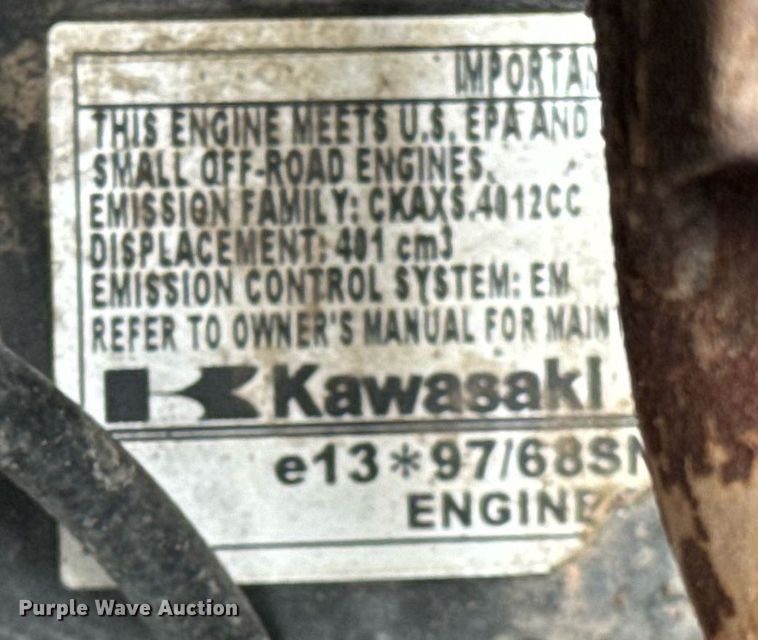 IMPORTAN
THIS ENGINE MEETS U.S. EPA AND
SMALL OFF-ROAD ENGINES.
EMISSION FAMILY: CKAXS.4012CC
DISPLACEMENT: 401 cm3
EMISSION CONTROL SYSTEM: EM
REFER TO OWNER'S MANUAL FOR MAIN
Kawasaki
e13*97/68SN
ENGINE
Purple Wave Auction